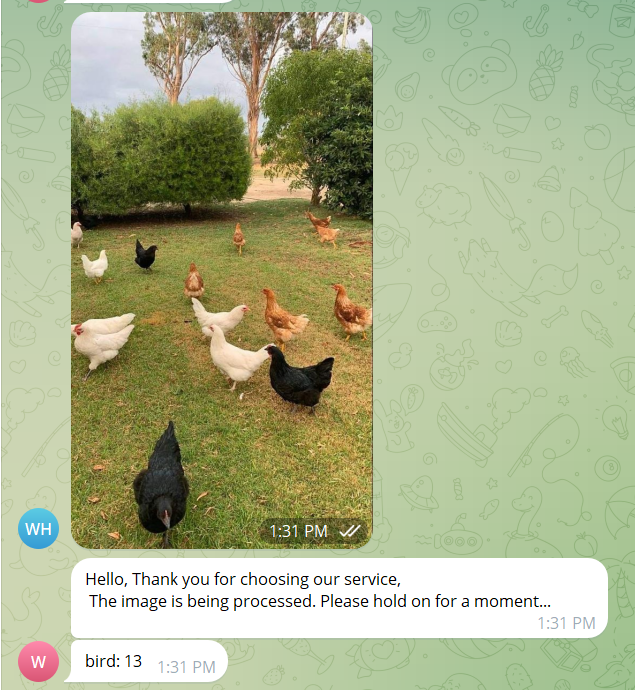 1:31 PM
WH
Hello, Thank you for choosing our service,
The image is being processed. Please hold on for a moment...
1:31 PM
W
bird: 13 1:31 PM